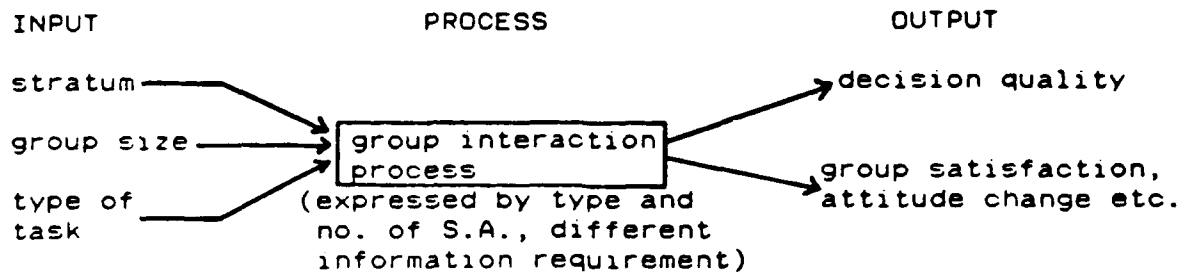 INPUT PROCESS OUTPUT
stratum
decision quality
group size
group interaction
process
type of
task
(expressed by type and
no. of S.A., different
information requirement)
group satisfaction,
attitude change etc.